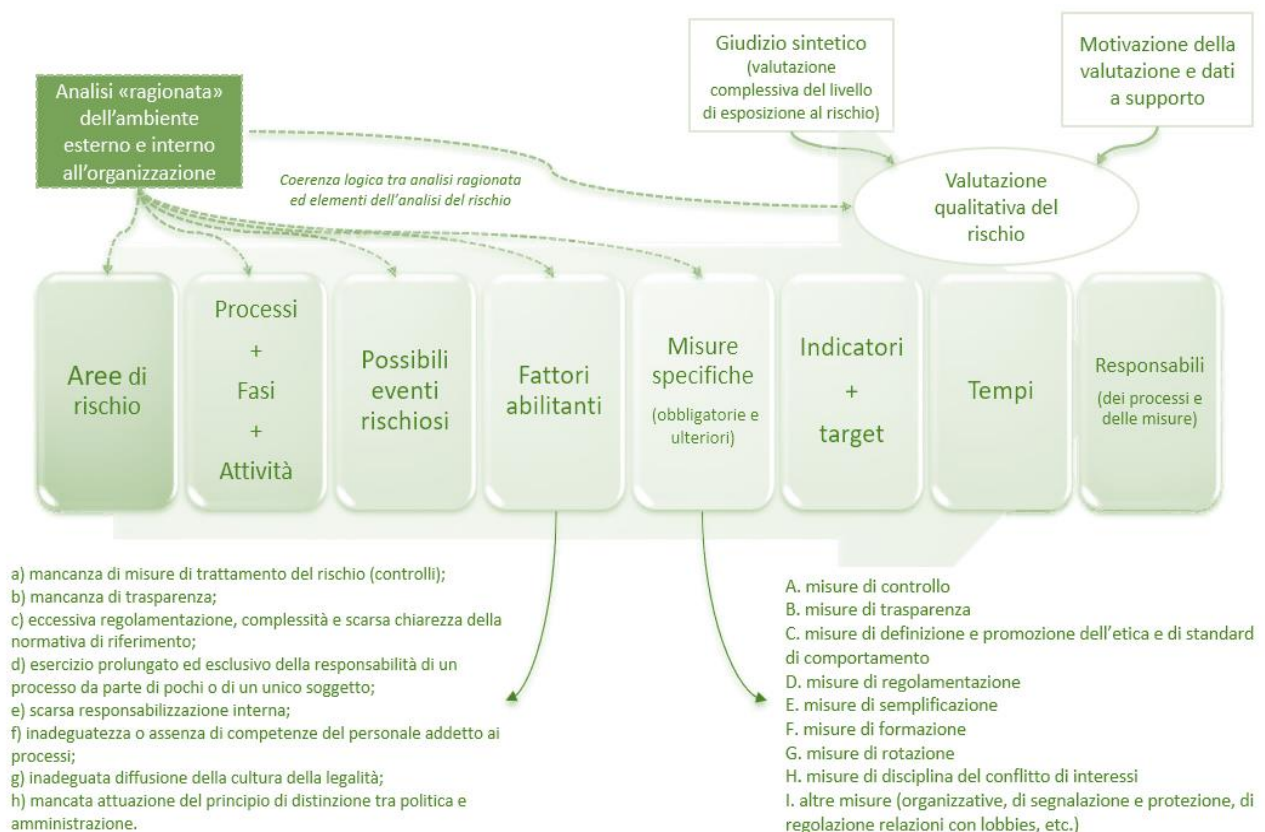 Giudizio sintetico
(valutazione
complessiva del livello
di esposizione al rischio)
Motivazione della
valutazione e dati
a supporto
Analisi «ragionata»
dell'ambiente
esterno e interno
all'organizzazione
Coerenza logica tra analisi ragionata
ed elementi dell'analisi del rischio
Valutazione
qualitativa del
rischio
Aree di
rischio
Processi
+
Fasi
+
Attività
Possibili
eventi
rischiosi
Fattori
abilitanti
Misure
specifiche
(obbligatorie e
ulteriori)
Indicatori
+
target
Tempi
Responsabili
(dei processi e
delle misure)
a) mancanza di misure di trattamento del rischio (controlli);
b) mancanza di trasparenza;
c) eccessiva regolamentazione, complessità e scarsa chiarezza della
normativa di riferimento;
d) esercizio prolungato ed esclusivo della responsabilità di un
processo da parte di pochi o di un unico soggetto;
e) scarsa responsabilizzazione interna;
f) inadeguatezza o assenza di competenze del personale addetto ai
processi;
g) inadeguata diffusione della cultura della legalità;
h) mancata attuazione del principio di distinzione tra politica e
amministrazione.
A. misure di controllo
B. misure di trasparenza
C. misure di definizione e promozione dell'etica e di standard
di comportamento
D. misure di regolamentazione
E. misure di semplificazione
F. misure di formazione
G. misure di rotazione
H. misure di disciplina del conflitto di interessi
I. altre misure (organizzative, di segnalazione e protezione, di
regolazione relazioni con lobbies, etc.)